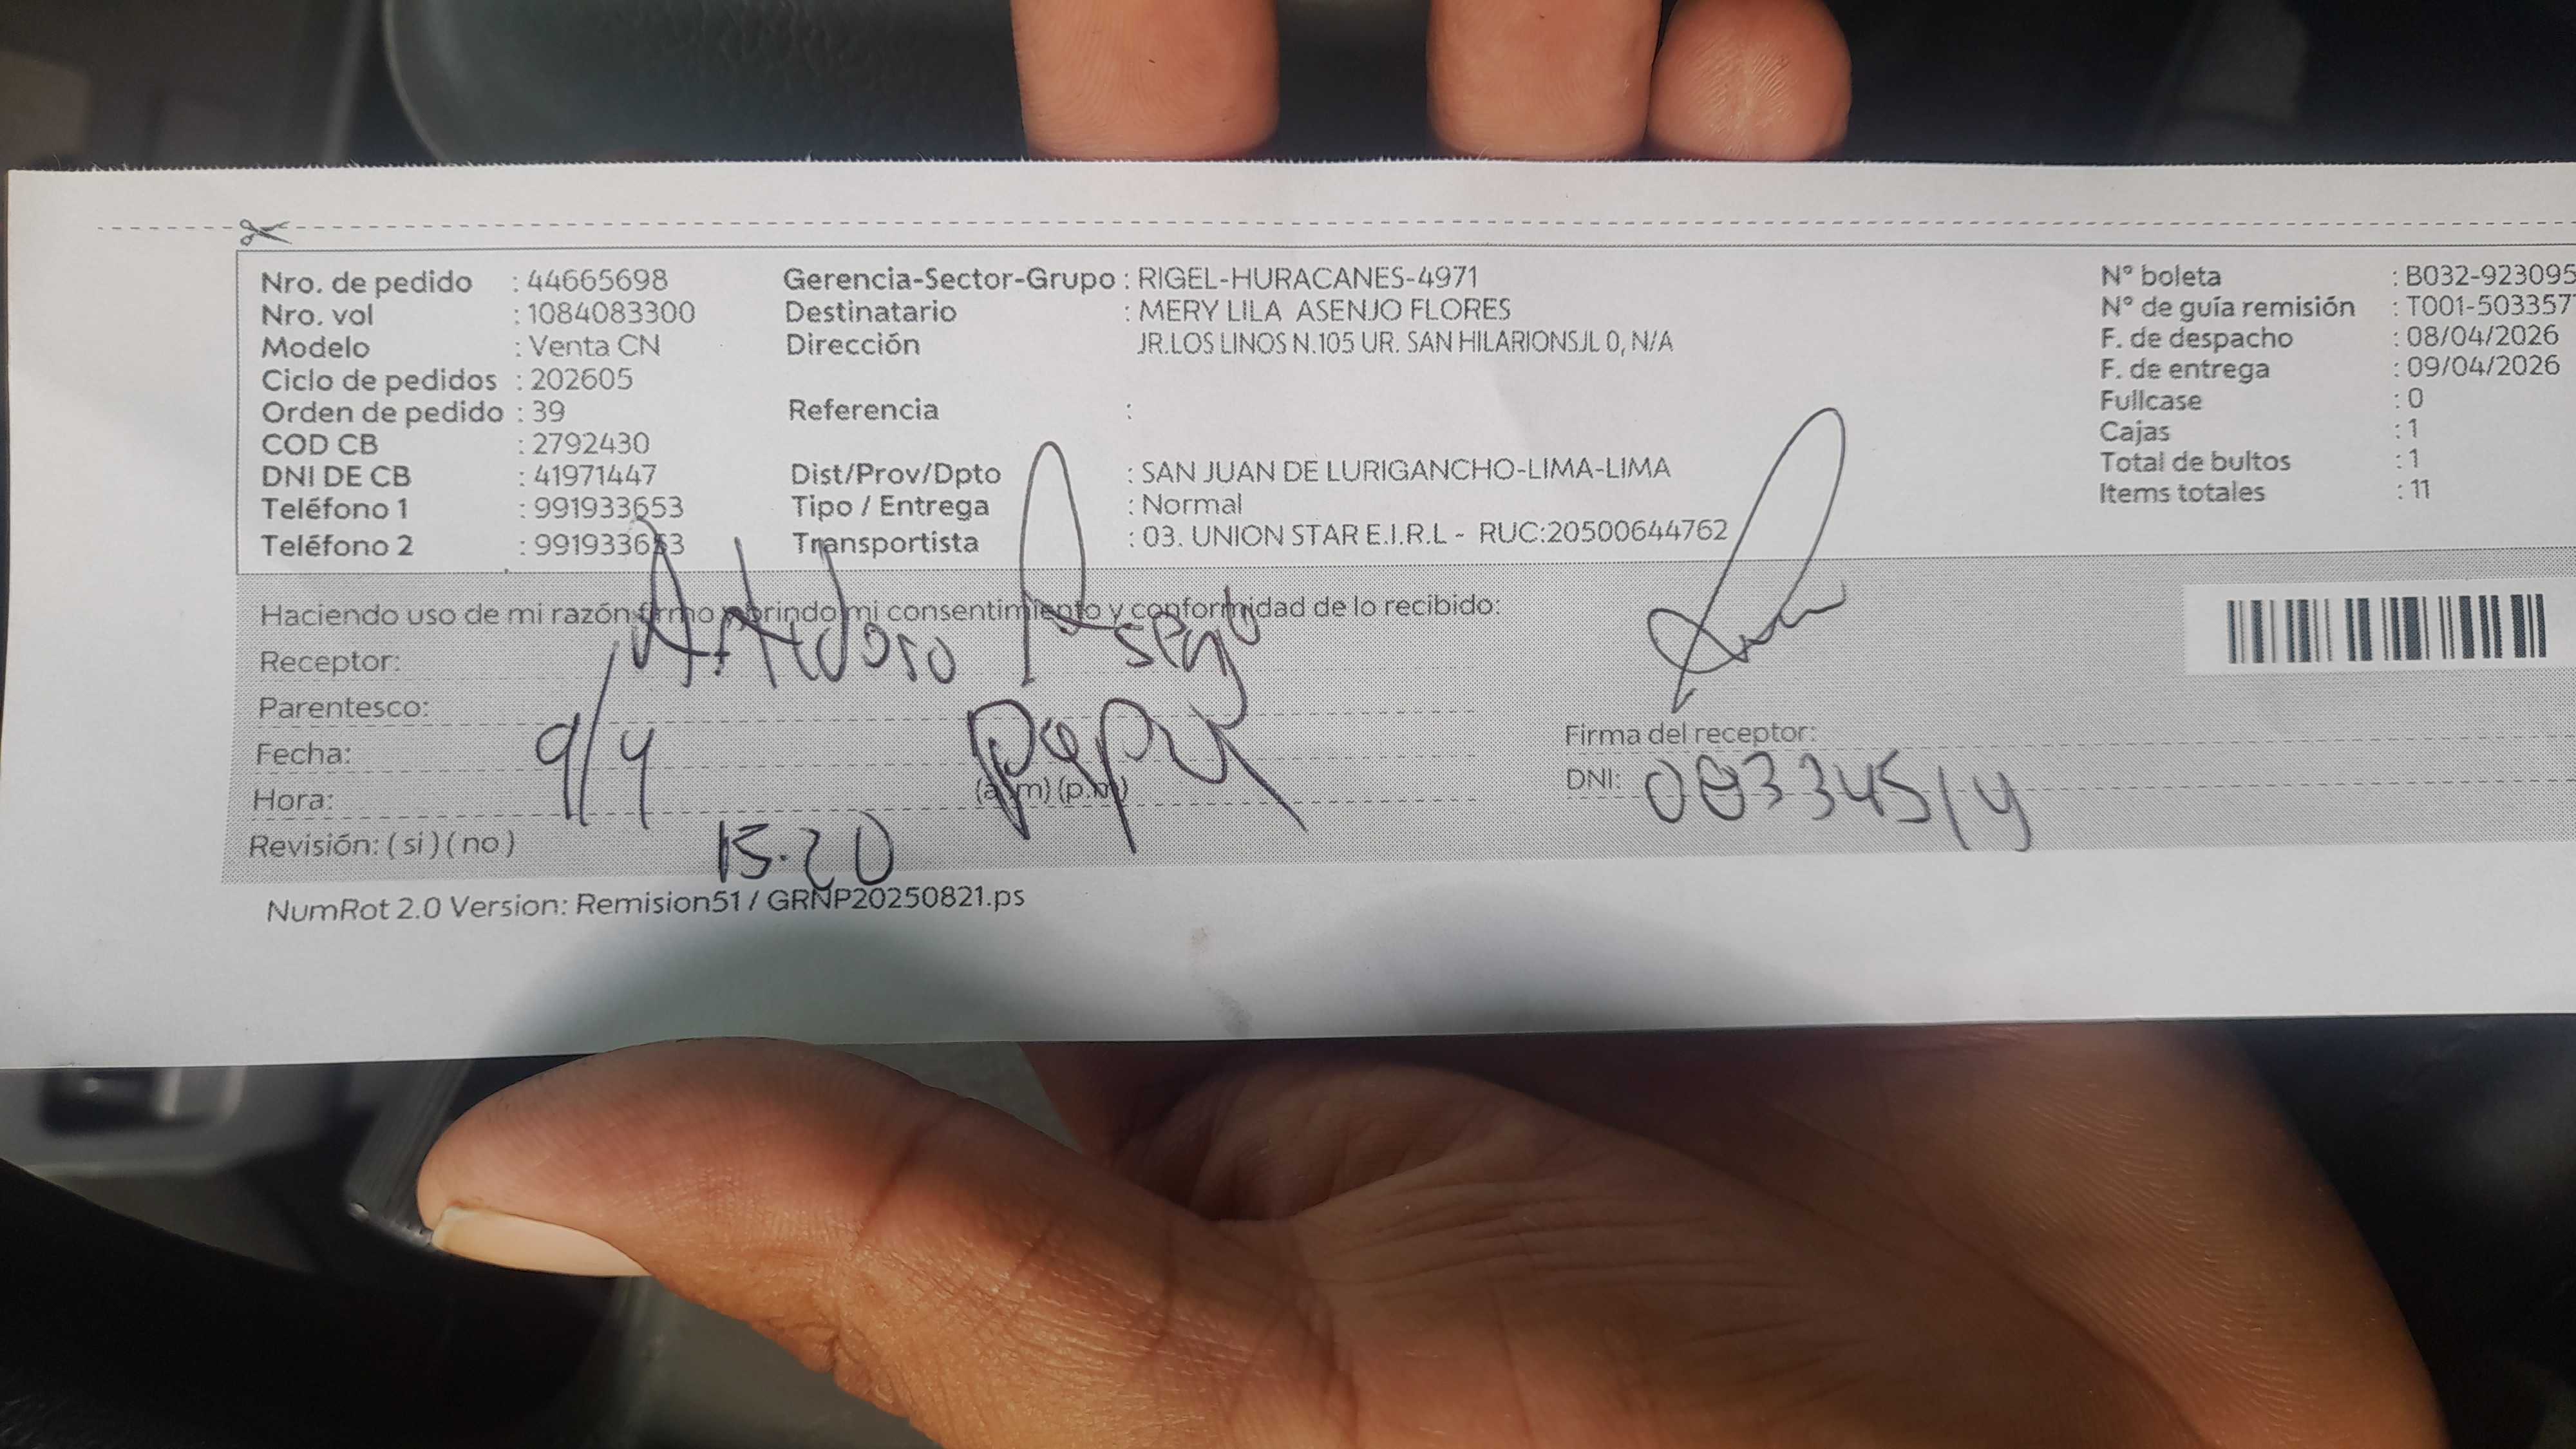 Nro. de pedido : 44665698 Gerencia-Sector-Grupo : RIGEL-HURACANES-4971 N° boleta : B032-923095
Nro. vol : 1084083300 Destinatario : MERY LILA ASENJO FLORES N° de guía remisión : T001-503357
Modelo : Venta CN Dirección JR.LOS LINOS N.105 UR. SAN HILARIONSJL 0, N/A F. de despacho : 08/04/2026
Ciclo de pedidos : 202605 F. de entrega : 09/04/2026
Orden de pedido : 39 Referencia : Fullcase : 0
COD CB : 2792430 Cajas : 1
DNI DE CB : 41971447 Dist/Prov/Dpto : SAN JUAN DE LURIGANCHO-LIMA-LIMA Total de bultos : 1
Teléfono 1 : 991933653 Tipo / Entrega : Normal Items totales : 11
Teléfono 2 : 991933653 Transportista : 03. UNION STAR E.I.R.L - RUC:20500644762
Haciendo uso de mi razón firmo y brindo mi consentimiento y conformidad de lo recibido:
Receptor:
Parentesco: papa
Firma del receptor:
Fecha: 9/4
DNI: 08334514
Hora: (a.m) (p.m)
Revisión: ( si ) ( no ) 15.20
NumRot 2.0 Version: Remision51 / GRNP20250821.ps